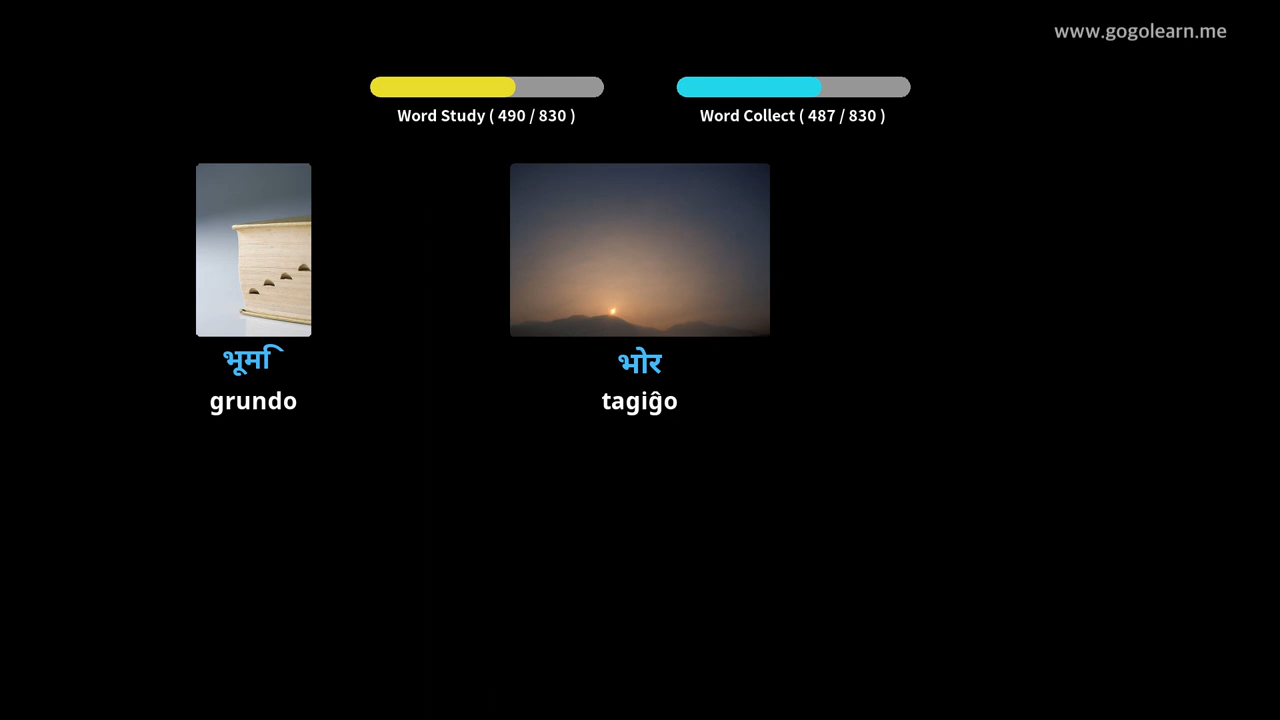 www.gogolearn.me
Word Study ( 490 / 830 )
Word Collect ( 487 / 830 )
भूमि
grundo
भोर
tagiĝo